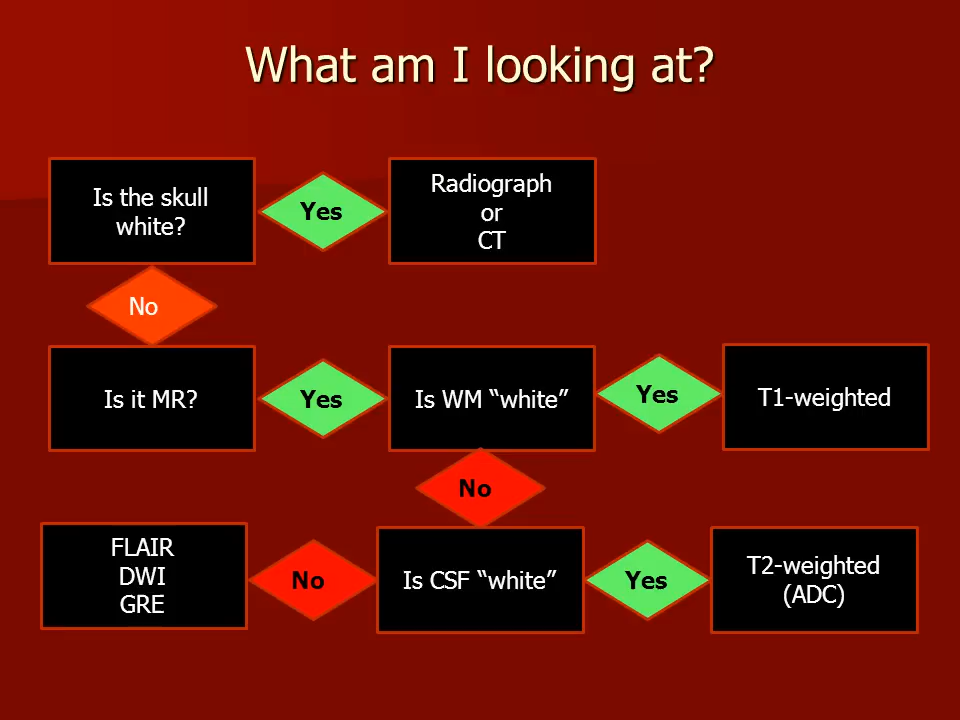 What am I looking at?
Is the skull
white?
Yes
Radiograph
or
CT
No
Is it MR?
Yes
Is WM “white”
Yes
T1-weighted
No
FLAIR
DWI
GRE
No
Is CSF “white”
Yes
T2-weighted
(ADC)